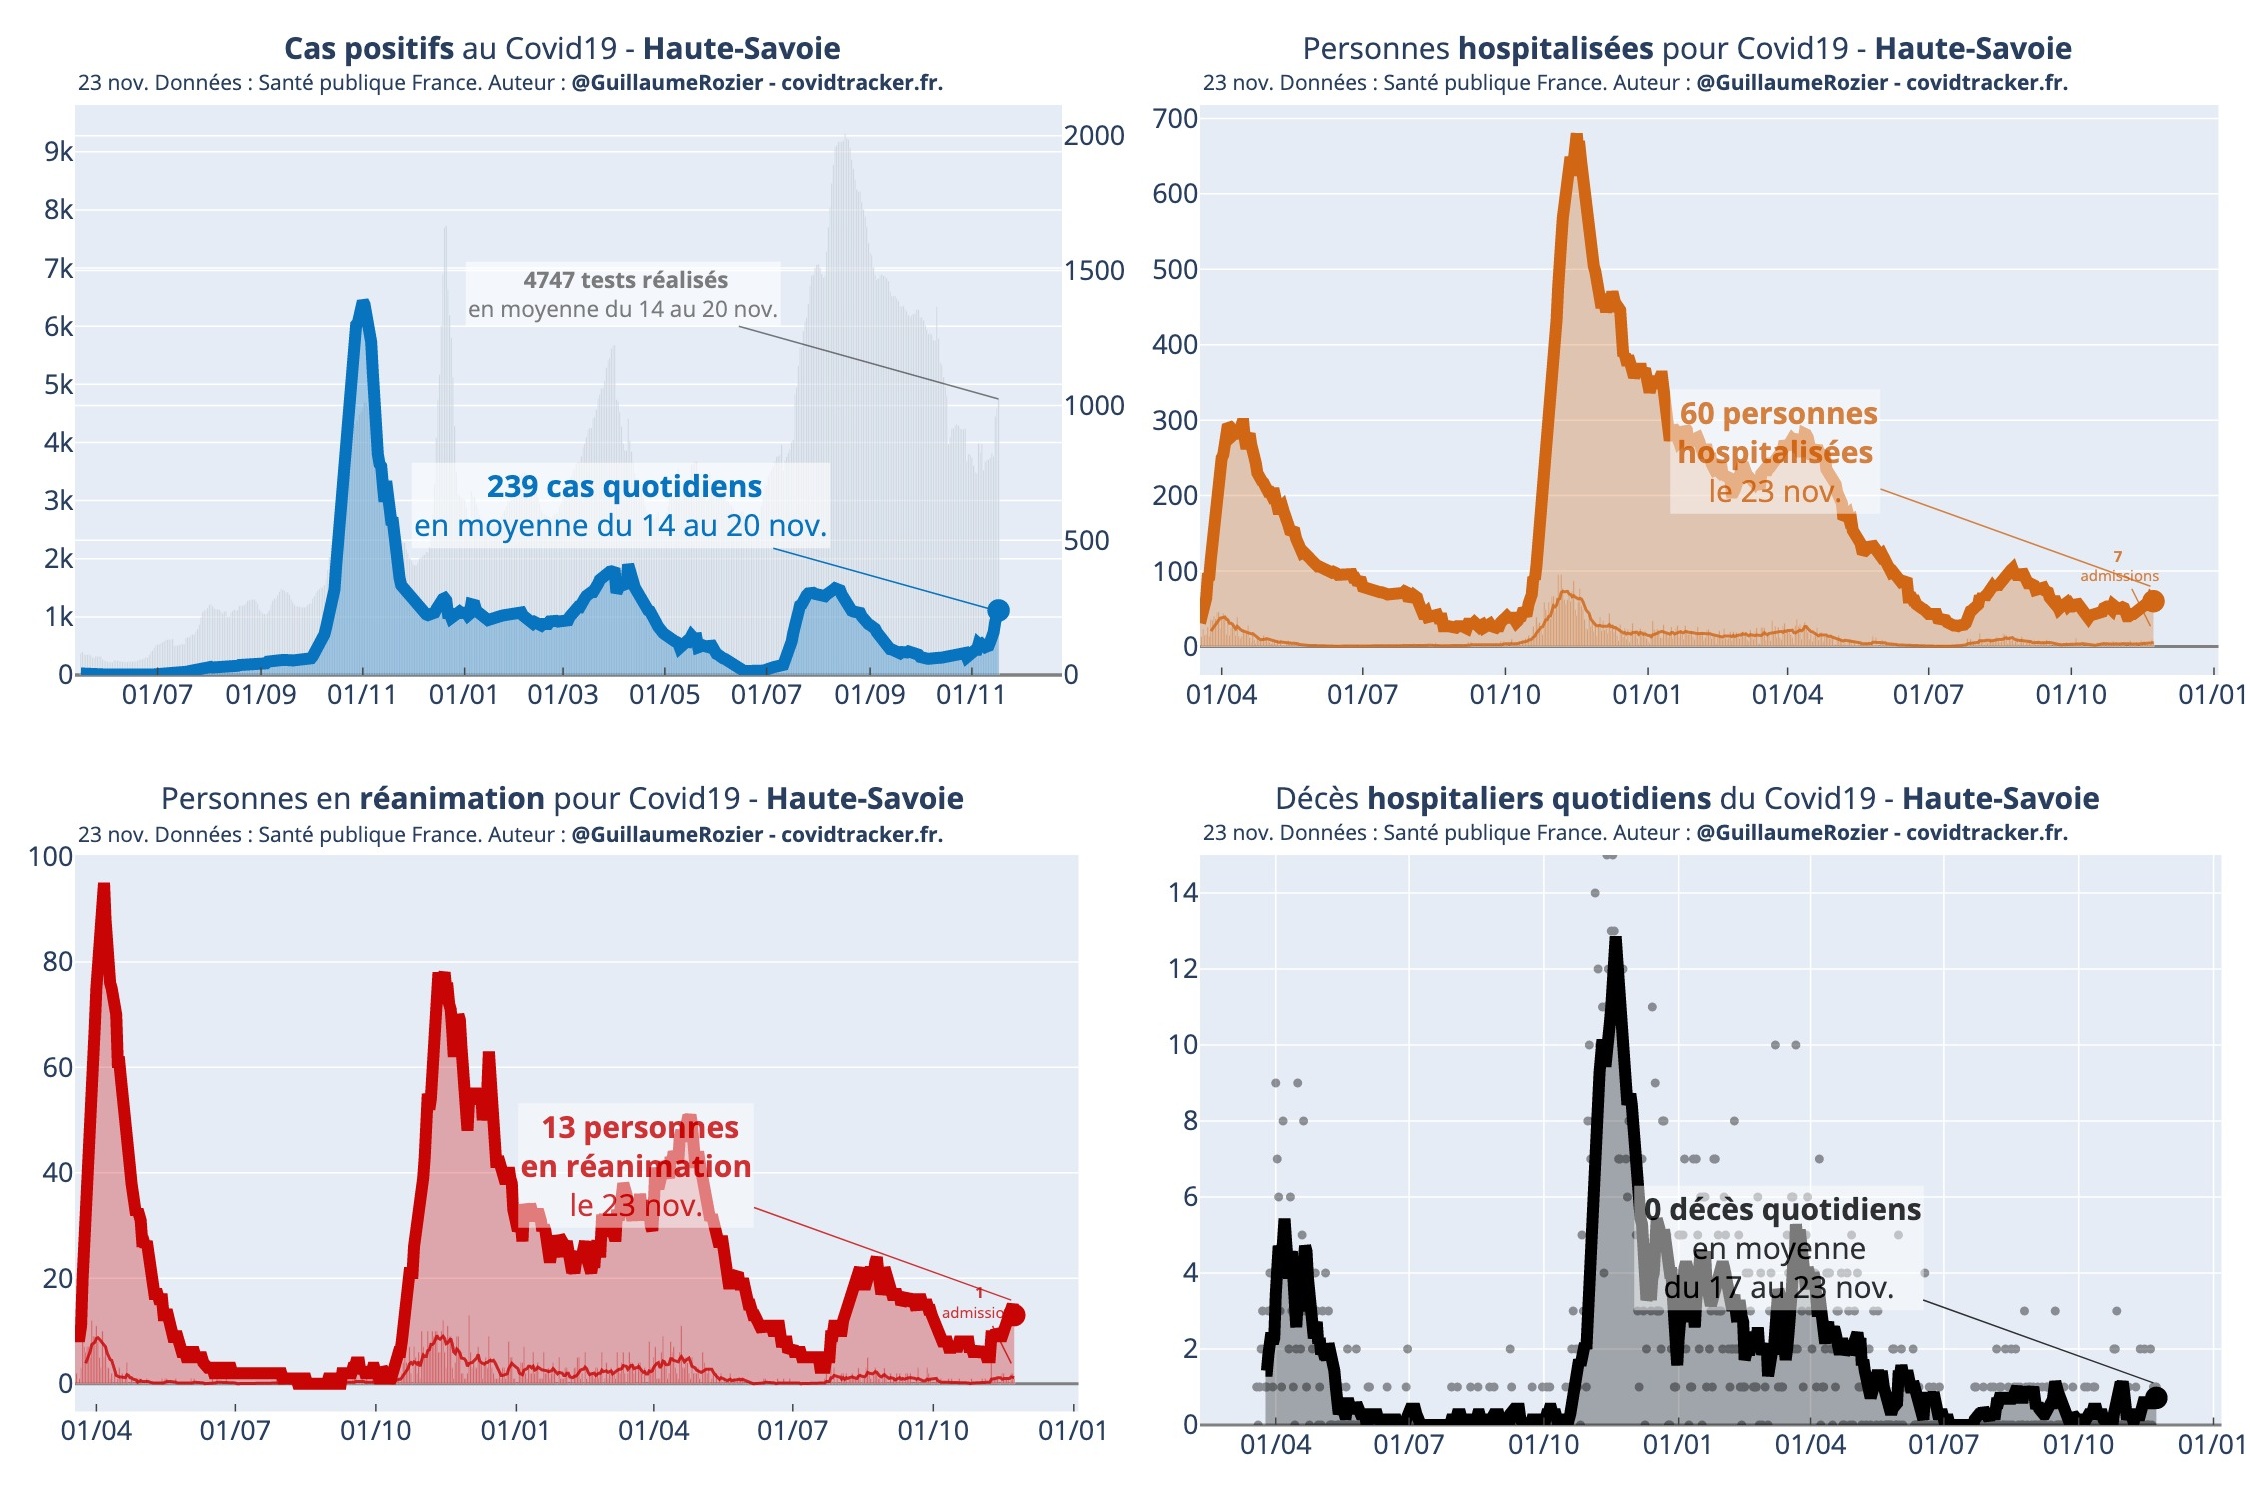 Cas positifs au Covid19 - Haute-Savoie
23 nov. Données : Santé publique France. Auteur : @GuillaumeRozier - covidtracker.fr.
9k
8k
7k
6k
5k
4k
3k
2k
1k
0
2000
1500
1000
500
0
4747 tests réalisés
en moyenne du 14 au 20 nov.
239 cas quotidiens
en moyenne du 14 au 20 nov.
01/07 01/09 01/11 01/01 01/03 01/05 01/07 01/09 01/11
Personnes hospitalisées pour Covid19 - Haute-Savoie
23 nov. Données : Santé publique France. Auteur : @GuillaumeRozier - covidtracker.fr.
700
600
500
400
300
200
100
0
60 personnes
hospitalisées
le 23 nov.
7
admissions
01/04 01/07 01/10 01/01 01/04 01/07 01/10 01/01
Personnes en réanimation pour Covid19 - Haute-Savoie
23 nov. Données : Santé publique France. Auteur : @GuillaumeRozier - covidtracker.fr.
100
80
60
40
20
0
13 personnes
en réanimation
le 23 nov.
1
admissio
01/04 01/07 01/10 01/01 01/04 01/07 01/10 01/01
Décès hospitaliers quotidiens du Covid19 - Haute-Savoie
23 nov. Données : Santé publique France. Auteur : @GuillaumeRozier - covidtracker.fr.
14
12
10
8
6
4
2
0
0 décès quotidiens
en moyenne
du 17 au 23 nov.
01/04 01/07 01/10 01/01 01/04 01/07 01/10 01/01